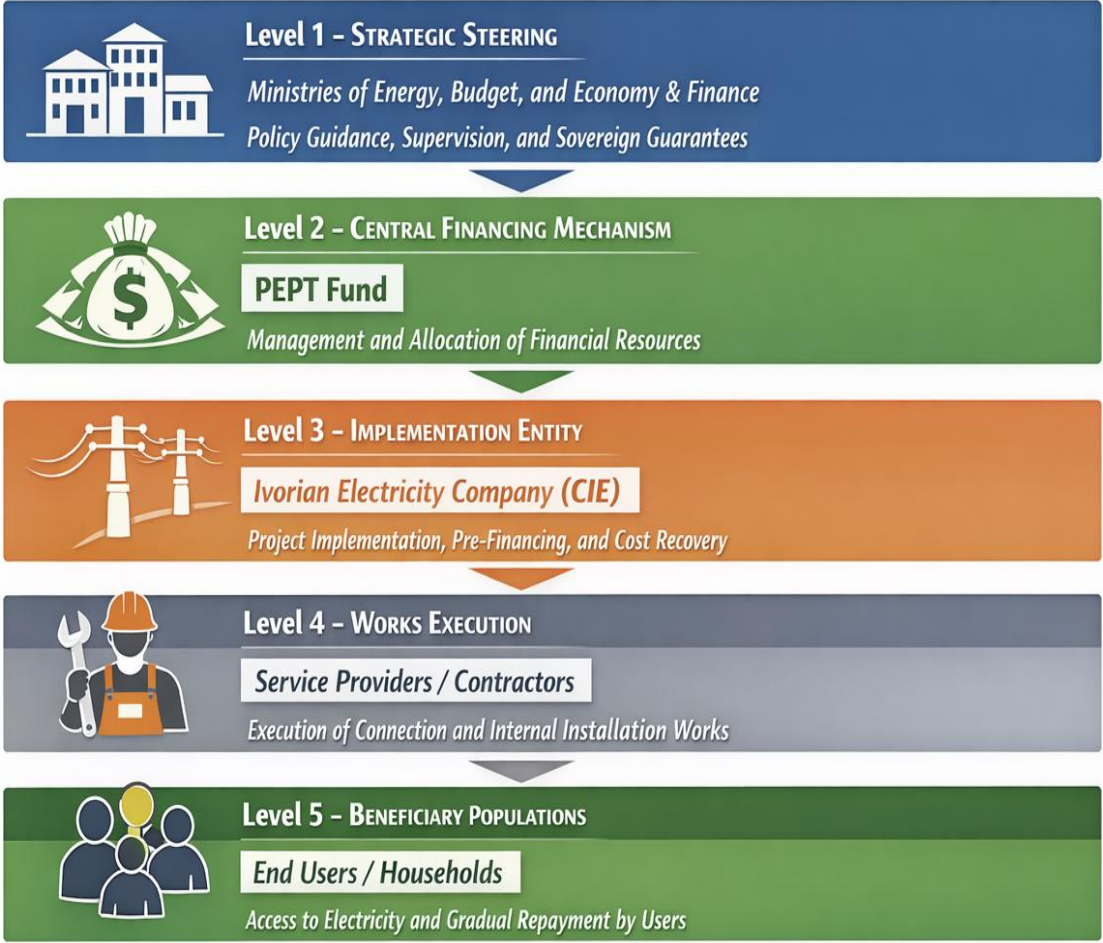 Level 1 – Strategic Steering
Ministries of Energy, Budget, and Economy & Finance
Policy Guidance, Supervision, and Sovereign Guarantees
Level 2 – Central Financing Mechanism
$
PEPT Fund
Management and Allocation of Financial Resources
Level 3 – Implementation Entity
Ivorian Electricity Company (CIE)
Project Implementation, Pre-Financing, and Cost Recovery
Level 4 – Works Execution
Service Providers / Contractors
Execution of Connection and Internal Installation Works
Level 5 – Beneficiary Populations
End Users / Households
Access to Electricity and Gradual Repayment by Users